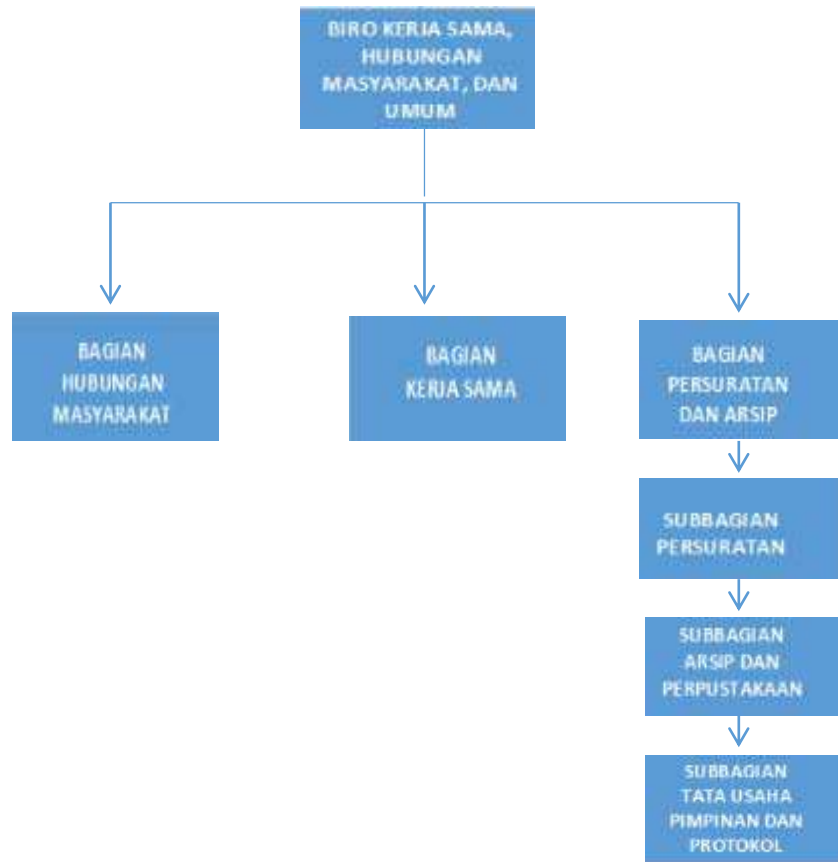 BIRO KERJA SAMA,
HUBUNGAN
MASYARAKAT, DAN
UMUM
BAGIAN
HUBUNGAN
MASYARAKAT
BAGIAN
KERJA SAMA
BAGIAN
PERSURATAN
DAN ARSIP
SUBBAGIAN
PERSURATAN
SUBBAGIAN
ARSIP DAN
PERPUSTAKAAN
SUBBAGIAN
TATA USAHA
PIMPINAN DAN
PROTOKOL